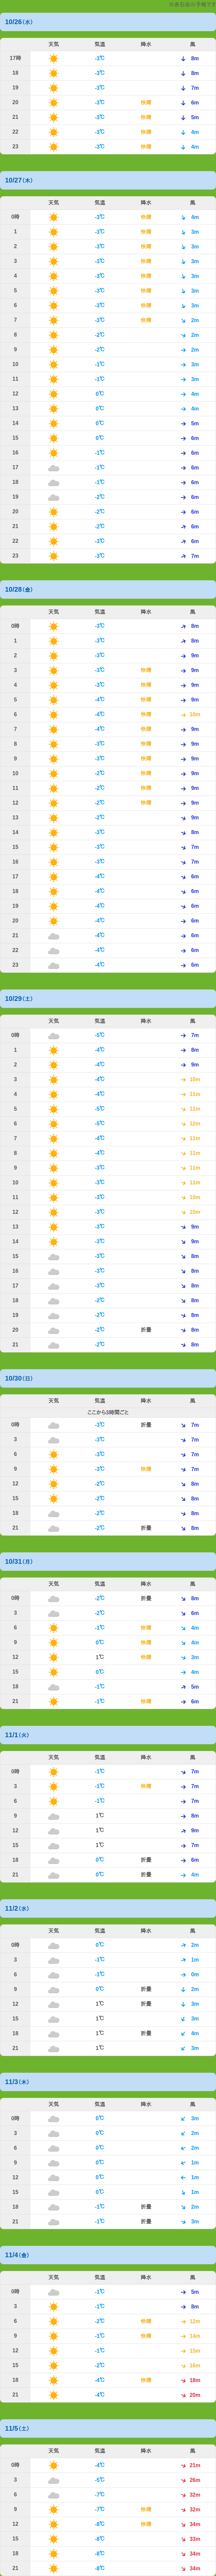 10/26(水)
天気 気温 降水 風
17時 -3℃ 8m
18 -3℃ 8m
19 -3℃ 7m
20 -3℃ 快晴 6m
21 -3℃ 快晴 5m
22 -3℃ 快晴 4m
23 -3℃ 快晴 4m
10/27(木)
天気 気温 降水 風
0時 -3℃ 快晴 4m
1 -3℃ 快晴 3m
2 -3℃ 快晴 3m
3 -3℃ 快晴 3m
4 -3℃ 快晴 3m
5 -3℃ 快晴 3m
6 -3℃ 快晴 3m
7 -3℃ 快晴 2m
8 -2℃ 2m
9 -2℃ 2m
10 -1℃ 3m
11 -1℃ 3m
12 0℃ 4m
13 0℃ 4m
14 0℃ 5m
15 0℃ 6m
16 -1℃ 6m
17 -1℃ 6m
18 -1℃ 6m
19 -2℃ 6m
20 -2℃ 6m
21 -2℃ 6m
22 -3℃ 6m
23 -3℃ 7m
10/28(金)
天気 気温 降水 風
0時 -3℃ 8m
1 -3℃ 8m
2 -3℃ 9m
3 -3℃ 快晴 9m
4 -3℃ 快晴 9m
5 -4℃ 快晴 9m
6 -4℃ 快晴 10m
7 -4℃ 快晴 9m
8 -3℃ 快晴 9m
9 -3℃ 快晴 9m
10 -2℃ 快晴 9m
11 -2℃ 快晴 9m
12 -2℃ 快晴 9m
13 -2℃ 9m
14 -3℃ 8m
15 -3℃ 7m
16 -3℃ 7m
17 -4℃ 6m
18 -4℃ 6m
19 -4℃ 6m
20 -4℃ 6m
21 -4℃ 6m
22 -4℃ 6m
23 -4℃ 6m
10/29(土)
天気 気温 降水 風
0時 -5℃ 7m
1 -4℃ 8m
2 -4℃ 9m
3 -4℃ 10m
4 -4℃ 11m
5 -5℃ 11m
6 -5℃ 12m
7 -4℃ 11m
8 -4℃ 11m
9 -3℃ 11m
10 -3℃ 11m
11 -3℃ 10m
12 -3℃ 10m
13 -3℃ 9m
14 -3℃ 9m
15 -3℃ 8m
16 -3℃ 8m
17 -3℃ 8m
18 -2℃ 8m
19 -2℃ 8m
20 -2℃ 折畳 8m
21 -2℃ 8m
10/30(日)
天気 気温 降水 風
ここから3時間ごと
0時 -3℃ 折畳 7m
3 -3℃ 7m
6 -3℃ 7m
9 -3℃ 快晴 7m
12 -2℃ 8m
15 -2℃ 8m
18 -2℃ 8m
21 -2℃ 折畳 8m
10/31(月)
天気 気温 降水 風
0時 -2℃ 折畳 8m
3 -2℃ 6m
6 -1℃ 快晴 4m
9 0℃ 快晴 4m
12 1℃ 快晴 3m
15 0℃ 4m
18 -1℃ 5m
21 -1℃ 快晴 6m
11/1(火)
天気 気温 降水 風
0時 -1℃ 7m
3 -1℃ 快晴 7m
6 -1℃ 7m
9 1℃ 8m
12 1℃ 9m
15 1℃ 7m
18 0℃ 折畳 6m
21 0℃ 折畳 4m
11/2(水)
天気 気温 降水 風
0時 0℃ 2m
3 -1℃ 1m
6 -1℃ 0m
9 0℃ 折畳 2m
12 1℃ 折畳 3m
15 1℃ 3m
18 1℃ 折畳 4m
21 1℃ 3m
11/3(木)
天気 気温 降水 風
0時 0℃ 3m
3 0℃ 2m
6 0℃ 2m
9 0℃ 1m
12 0℃ 1m
15 0℃ 1m
18 -1℃ 折畳 2m
21 -1℃ 折畳 3m
11/4(金)
天気 気温 降水 風
0時 -1℃ 5m
3 -1℃ 8m
6 -2℃ 快晴 12m
9 -1℃ 快晴 14m
12 -1℃ 15m
15 -2℃ 16m
18 -4℃ 快晴 18m
21 -4℃ 20m
11/5(土)
天気 気温 降水 風
0時 -4℃ 21m
3 -5℃ 26m
6 -7℃ 32m
9 -7℃ 快晴 32m
12 -8℃ 快晴 34m
15 -8℃ 33m
18 -8℃ 34m
21 -8℃ 34m